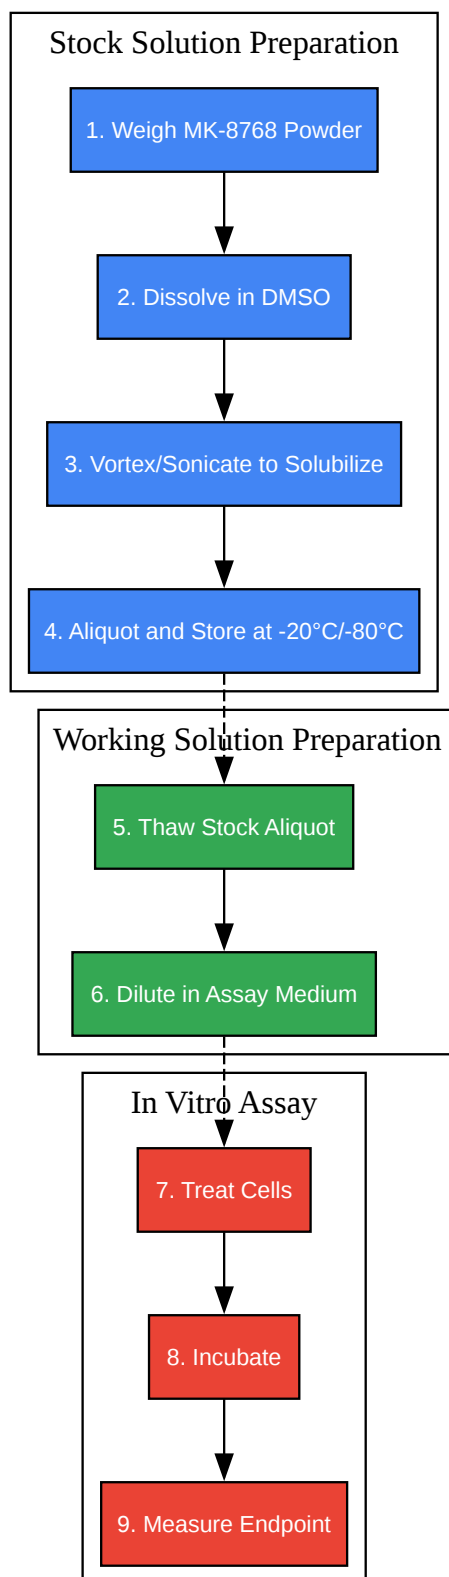 Stock Solution Preparation
1. Weigh MK-8768 Powder
2. Dissolve in DMSO
3. Vortex/Sonicate to Solubilize
4. Aliquot and Store at -20°C/-80°C
Working Solution Preparation
5. Thaw Stock Aliquot
6. Dilute in Assay Medium
In Vitro Assay
7. Treat Cells
8. Incubate
9. Measure Endpoint